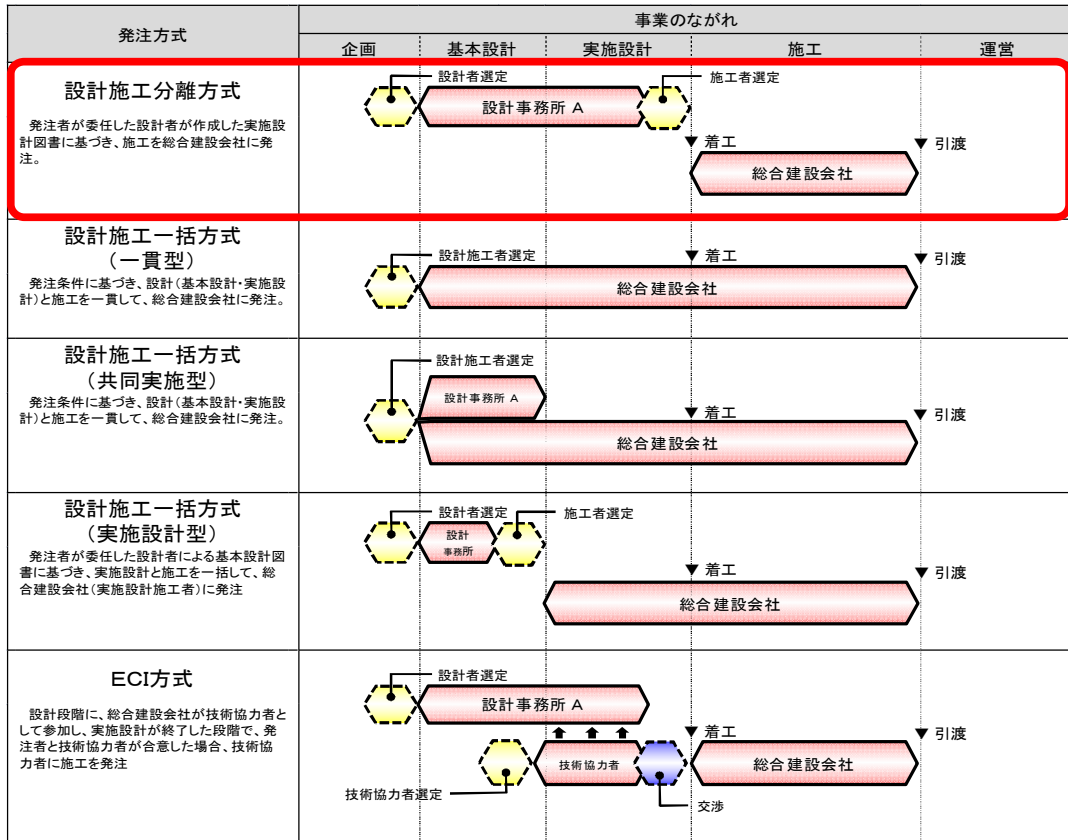 発注方式
事業のながれ
企画
基本設計
実施設計
施工
運営
設計施工分離方式
発注者が委任した設計者が作成した実施設
計図書に基づき、施工を総合建設会社に発
注。
設計者選定
施工者選定
設計事務所 A
▼着工
▼引渡
総合建設会社
設計施工一括方式
(一貫型)
発注条件に基づき、設計(基本設計・実施設
計)と施工を一貫して、総合建設会社に発注。
設計施工者選定
▼着工
▼引渡
総合建設会社
設計施工一括方式
(共同実施型)
発注条件に基づき、設計(基本設計・実施設
計)と施工を一貫して、総合建設会社に発注。
設計施工者選定
設計事務所 A
▼着工
▼引渡
総合建設会社
設計施工一括方式
(実施設計型)
発注者が委任した設計者による基本設計図
書に基づき、実施設計と施工を一括して、総
合建設会社(実施設計施工者)に発注
設計者選定
施工者選定
設計
事務所
▼着工
▼引渡
総合建設会社
ECI方式
設計段階に、総合建設会社が技術協力者と
して参加し、実施設計が終了した段階で、発
注者と技術協力者が合意した場合、技術協
力者に施工を発注
設計者選定
設計事務所 A
▼着工
▼引渡
技術協力者
総合建設会社
技術協力者選定
交渉